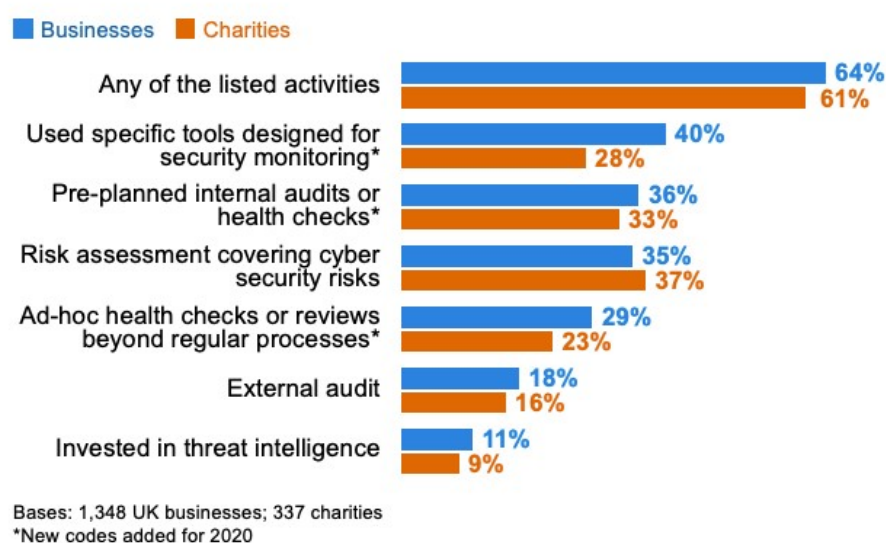 Businesses Charities
Any of the listed activities
64%
61%
Used specific tools designed for
security monitoring*
40%
28%
Pre-planned internal audits or
health checks*
36%
33%
Risk assessment covering cyber
security risks
35%
37%
Ad-hoc health checks or reviews
beyond regular processes*
29%
23%
External audit
18%
16%
Invested in threat intelligence
11%
9%
Bases: 1,348 UK businesses; 337 charities
*New codes added for 2020